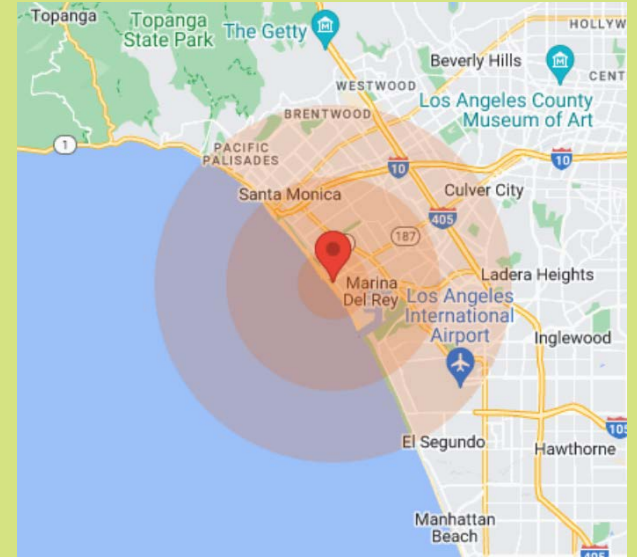 Topanga
Topanga
State Park
The Getty
HOLLYW
Beverly Hills
CENT
WESTWOOD
Los Angeles County
Museum of Art
BRENTWOOD
1
PACIFIC
PALISADES
10
10
Santa Monica
Culver City
405
187
Marina
Del Rey
Ladera Heights
Los Angeles
International
Airport
Inglewood
105
El Segundo
Hawthorne
Manhattan
Beach
405